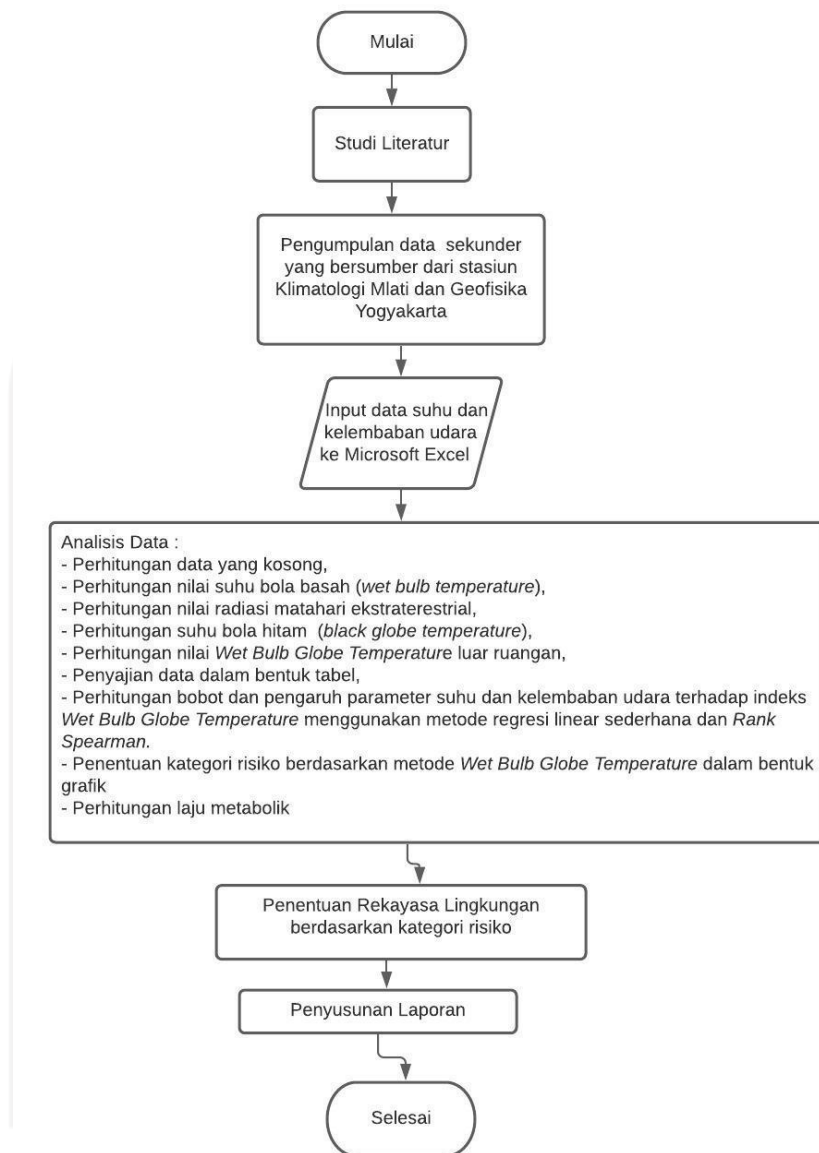 Mulai
Studi Literatur
Pengumpulan data sekunder
yang bersumber dari stasiun
Klimatologi Mlati dan Geofisika
Yogyakarta
Input data suhu dan
kelembaban udara
ke Microsoft Excel
Analisis Data :
- Perhitungan data yang kosong,
- Perhitungan nilai suhu bola basah (wet bulb temperature),
- Perhitungan nilai radiasi matahari ekstraterestrial,
- Perhitungan suhu bola hitam (black globe temperature),
- Perhitungan nilai Wet Bulb Globe Temperature luar ruangan,
- Penyajian data dalam bentuk tabel,
- Perhitungan bobot dan pengaruh parameter suhu dan kelembaban udara terhadap indeks
Wet Bulb Globe Temperature menggunakan metode regresi linear sederhana dan Rank
Spearman.
- Penentuan kategori risiko berdasarkan metode Wet Bulb Globe Temperature dalam bentuk
grafik
- Perhitungan laju metabolik
Penentuan Rekayasa Lingkungan
berdasarkan kategori risiko
Penyusunan Laporan
Selesai